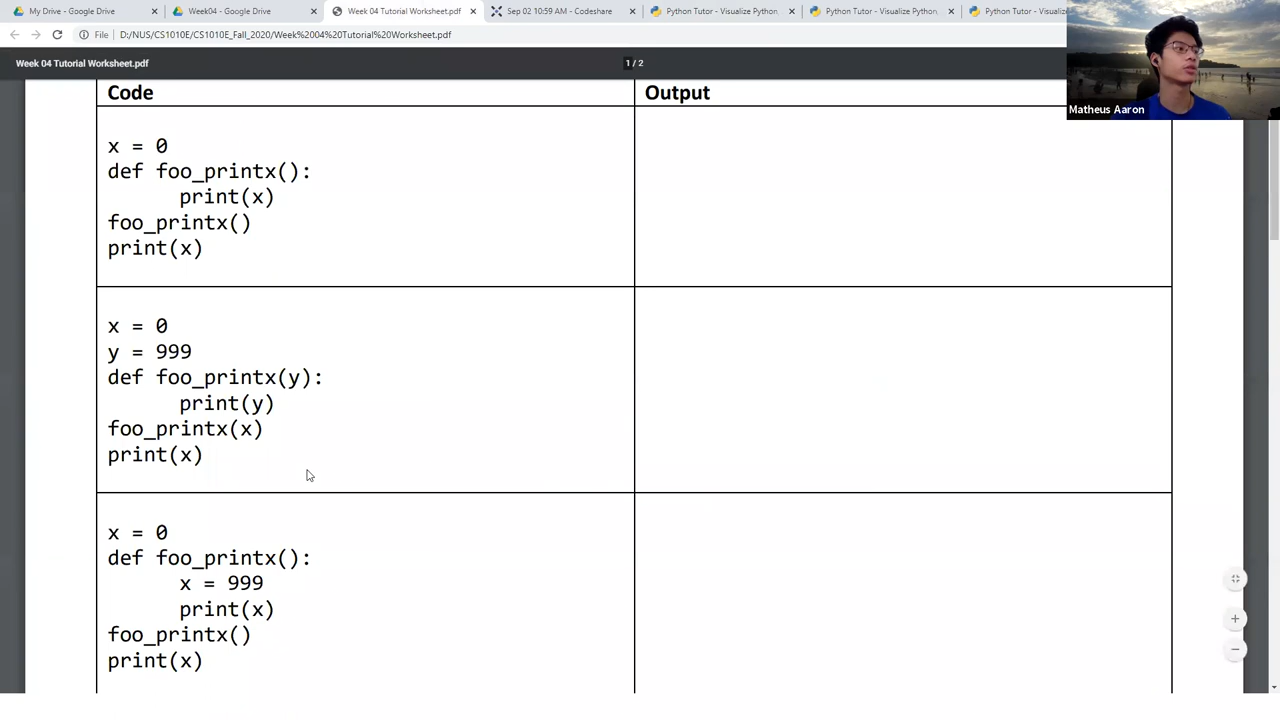 My Drive - Google Drive
Week04 - Google Drive
Week 04 Tutorial Worksheet.pdf
Sep 02 10:59 AM - Codeshare
Python Tutor - Visualize Python.
Python Tutor - Visualize Python,
Python Tutor - Visualiz
File
D:/NUS/CS1010E/CS1010E_Fall_2020/Week%2004%20Tutorial%20Worksheet.pdf
Week 04 Tutorial Worksheet.pdf
1 / 2
Matheus Aaron
Code
Output
x = 0
def foo_printx():
print(x)
foo_printx()
print(x)
x = 0
y = 999
def foo_printx(y):
print(y)
foo_printx(x)
print(x)
x = 0
def foo_printx():
x = 999
print(x)
foo_printx()
print(x)